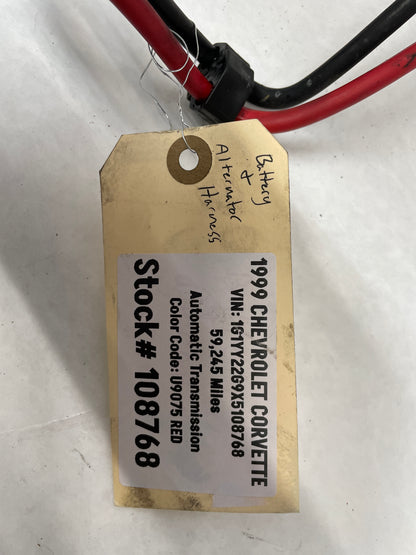 Battery
+
Alternator
Harness
1999 CHEVROLET CORVETTE
VIN: 1G1YY22G9X5108768
59,245 Miles
Automatic Transmission
Color Code: U9075 RED
Stock# 108768